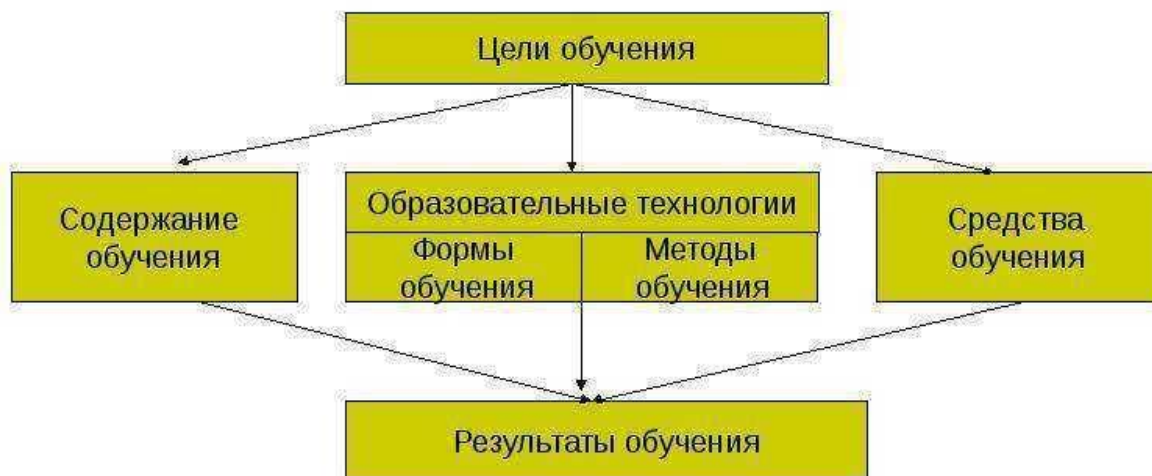 Цели обучения
Содержание
обучения
Образовательные технологии
Формы
обучения
Методы
обучения
Средства
обучения
Результаты обучения